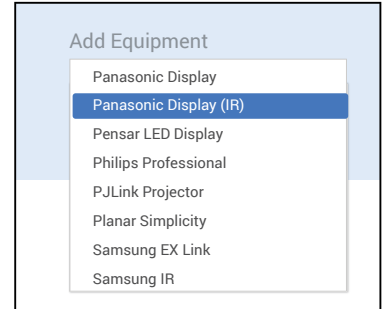 Add Equipment
Panasonic Display
Panasonic Display (IR)
Pensar LED Display
Philips Professional
PJLink Projector
Planar Simplicity
Samsung EX Link
Samsung IR